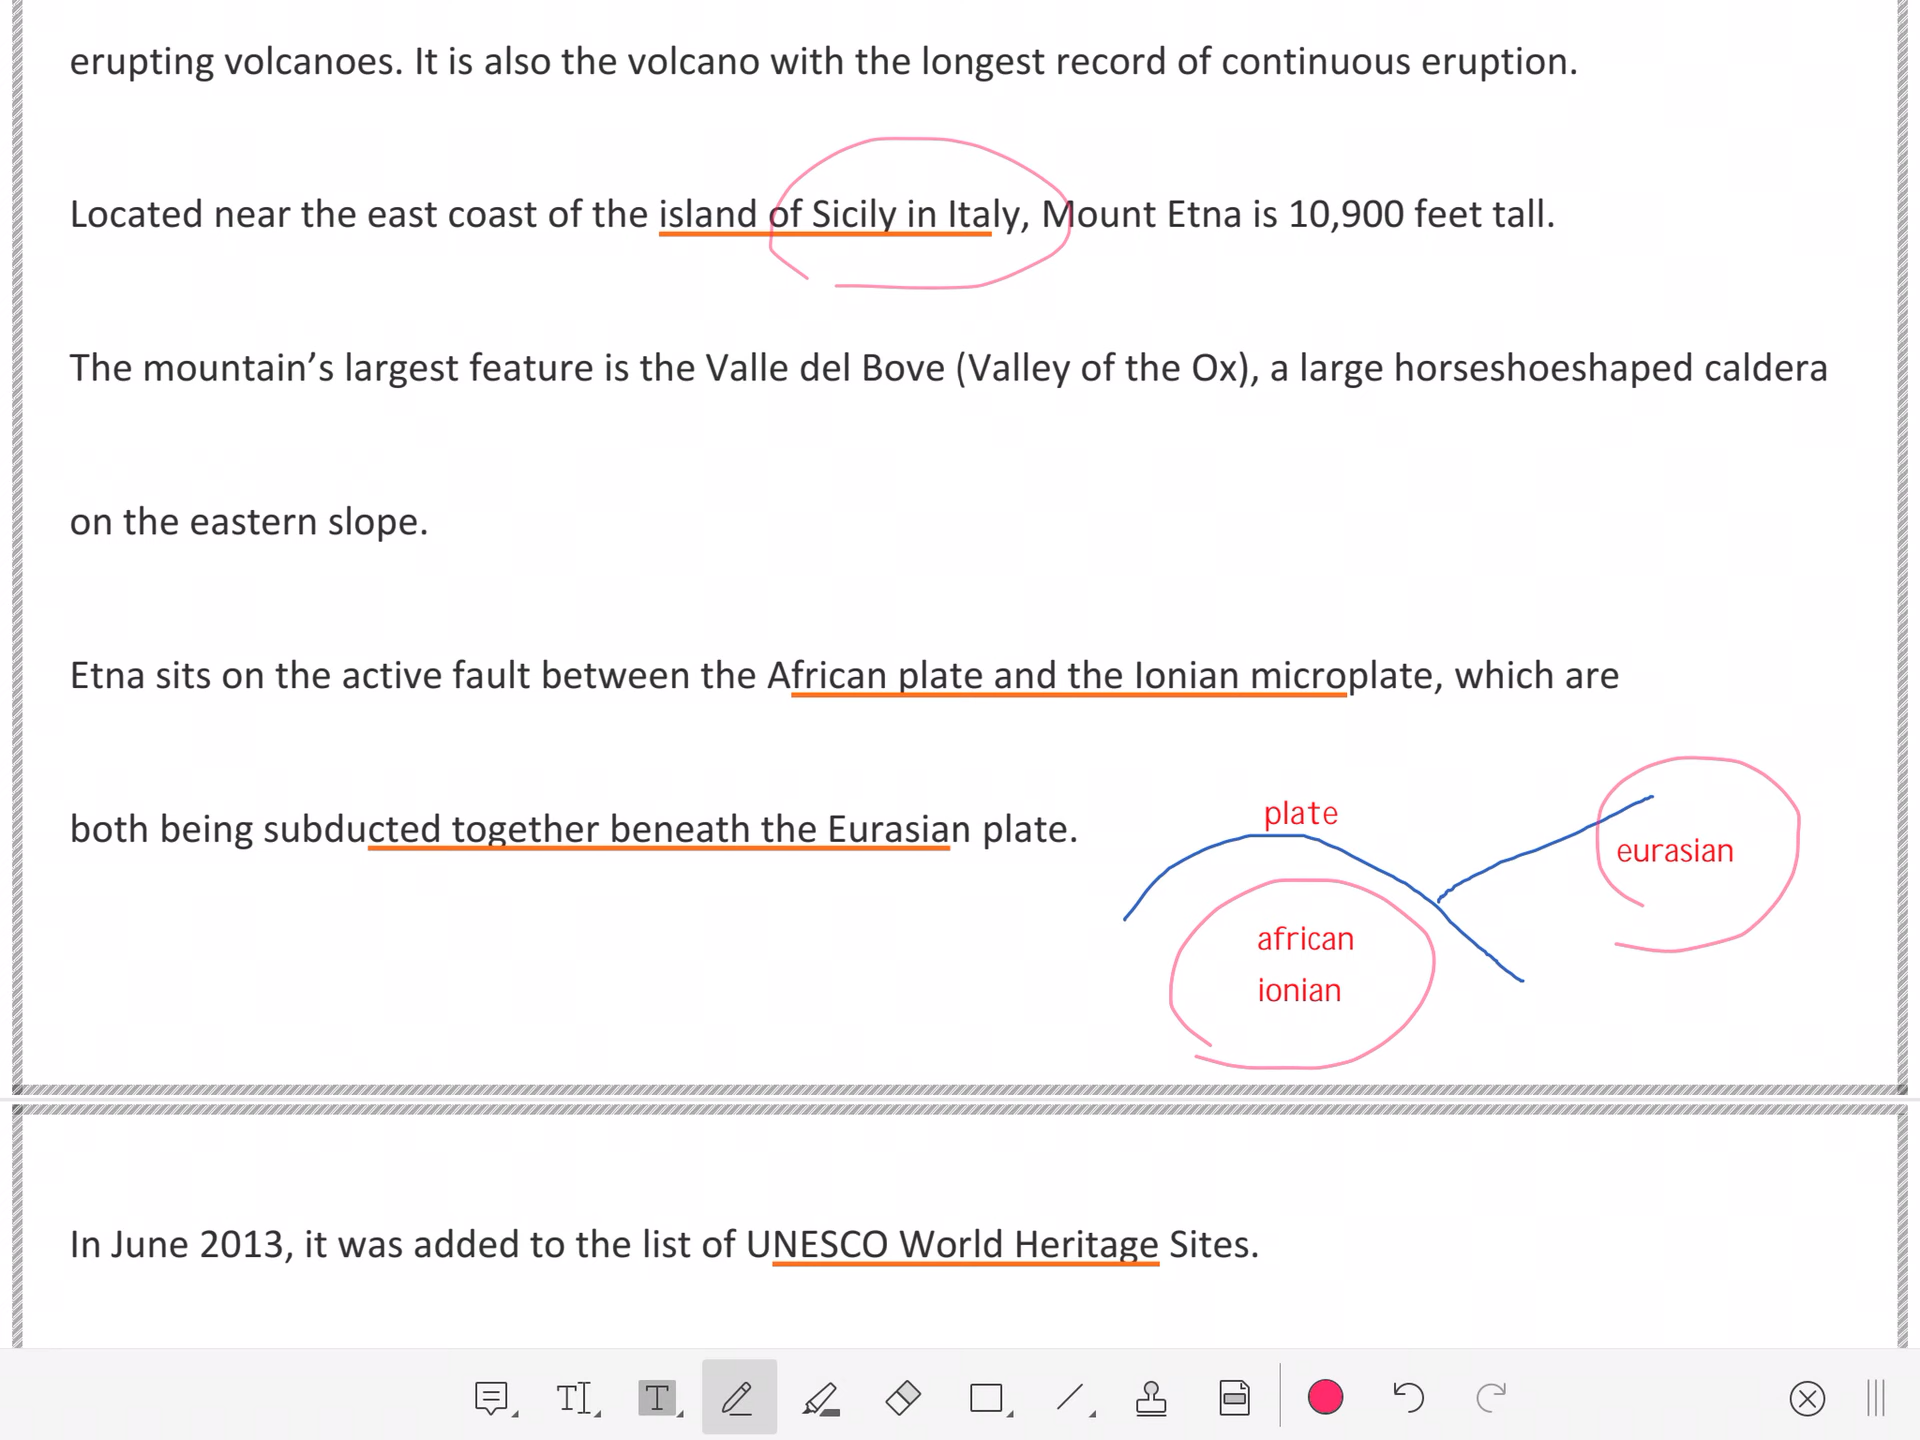 erupting volcanoes. It is also the volcano with the longest record of continuous eruption.
Located near the east coast of the island of Sicily in Italy, Mount Etna is 10,900 feet tall.
The mountain’s largest feature is the Valle del Bove (Valley of the Ox), a large horseshoeshaped caldera
on the eastern slope.
Etna sits on the active fault between the African plate and the Ionian microplate, which are
both being subducted together beneath the Eurasian plate.
plate
eurasian
african
ionian
In June 2013, it was added to the list of UNESCO World Heritage Sites.